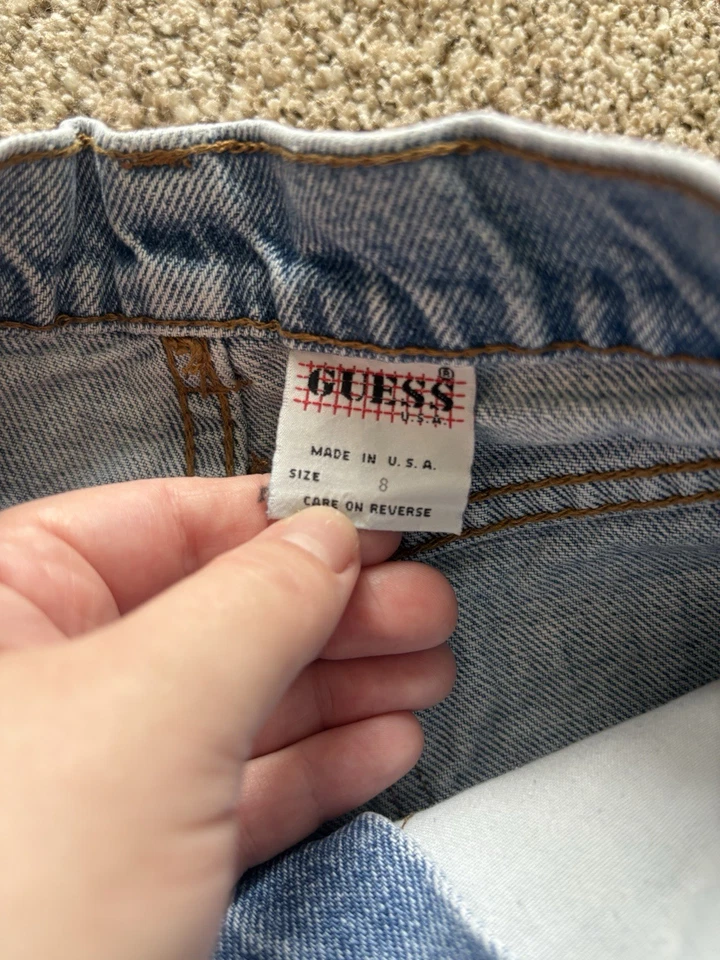 GUESS®
U.S.A.
MADE IN U.S.A.
SIZE 8
CARE ON REVERSE